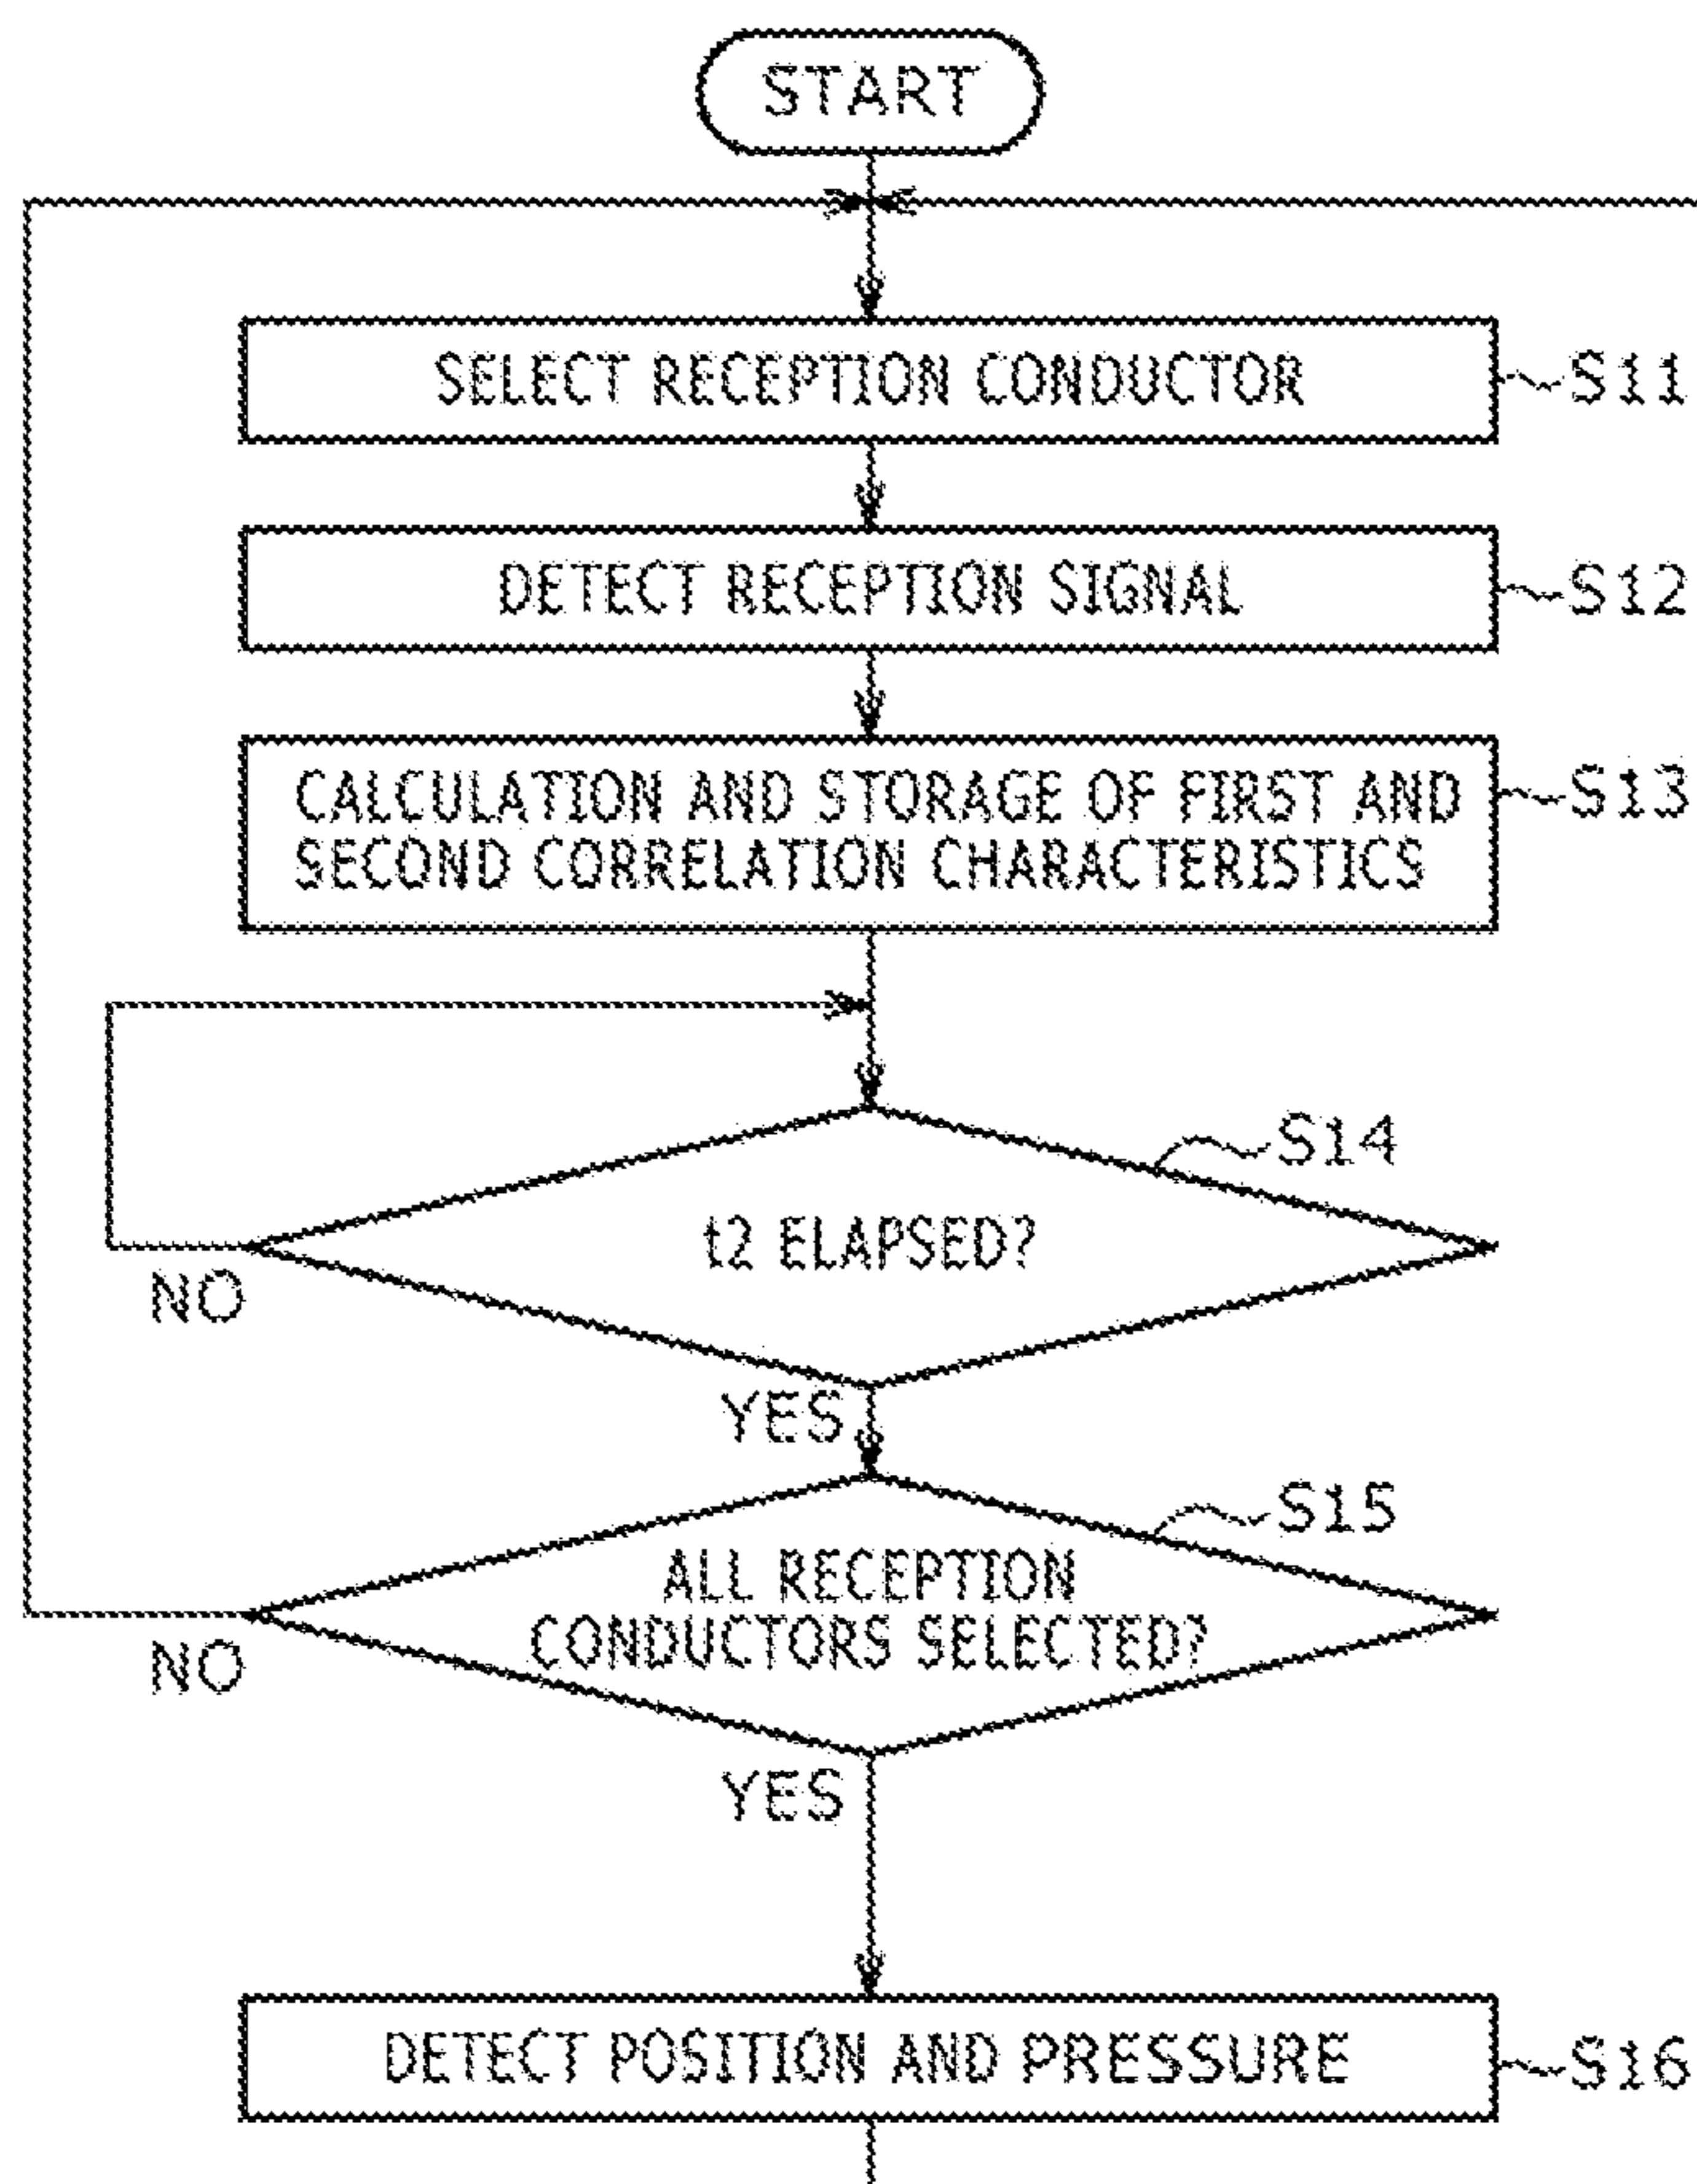 START
SELECT RECEPTION CONDUCTOR
S11
DETECT RECEPTION SIGNAL
S12
CALCULATION AND STORAGE OF FIRST AND
SECOND CORRELATION CHARACTERISTICS
S13
S14
t2 ELAPSED?
NO
YES
S15
ALL RECEPTION
CONDUCTORS SELECTED?
NO
YES
DETECT POSITION AND PRESSURE
S16